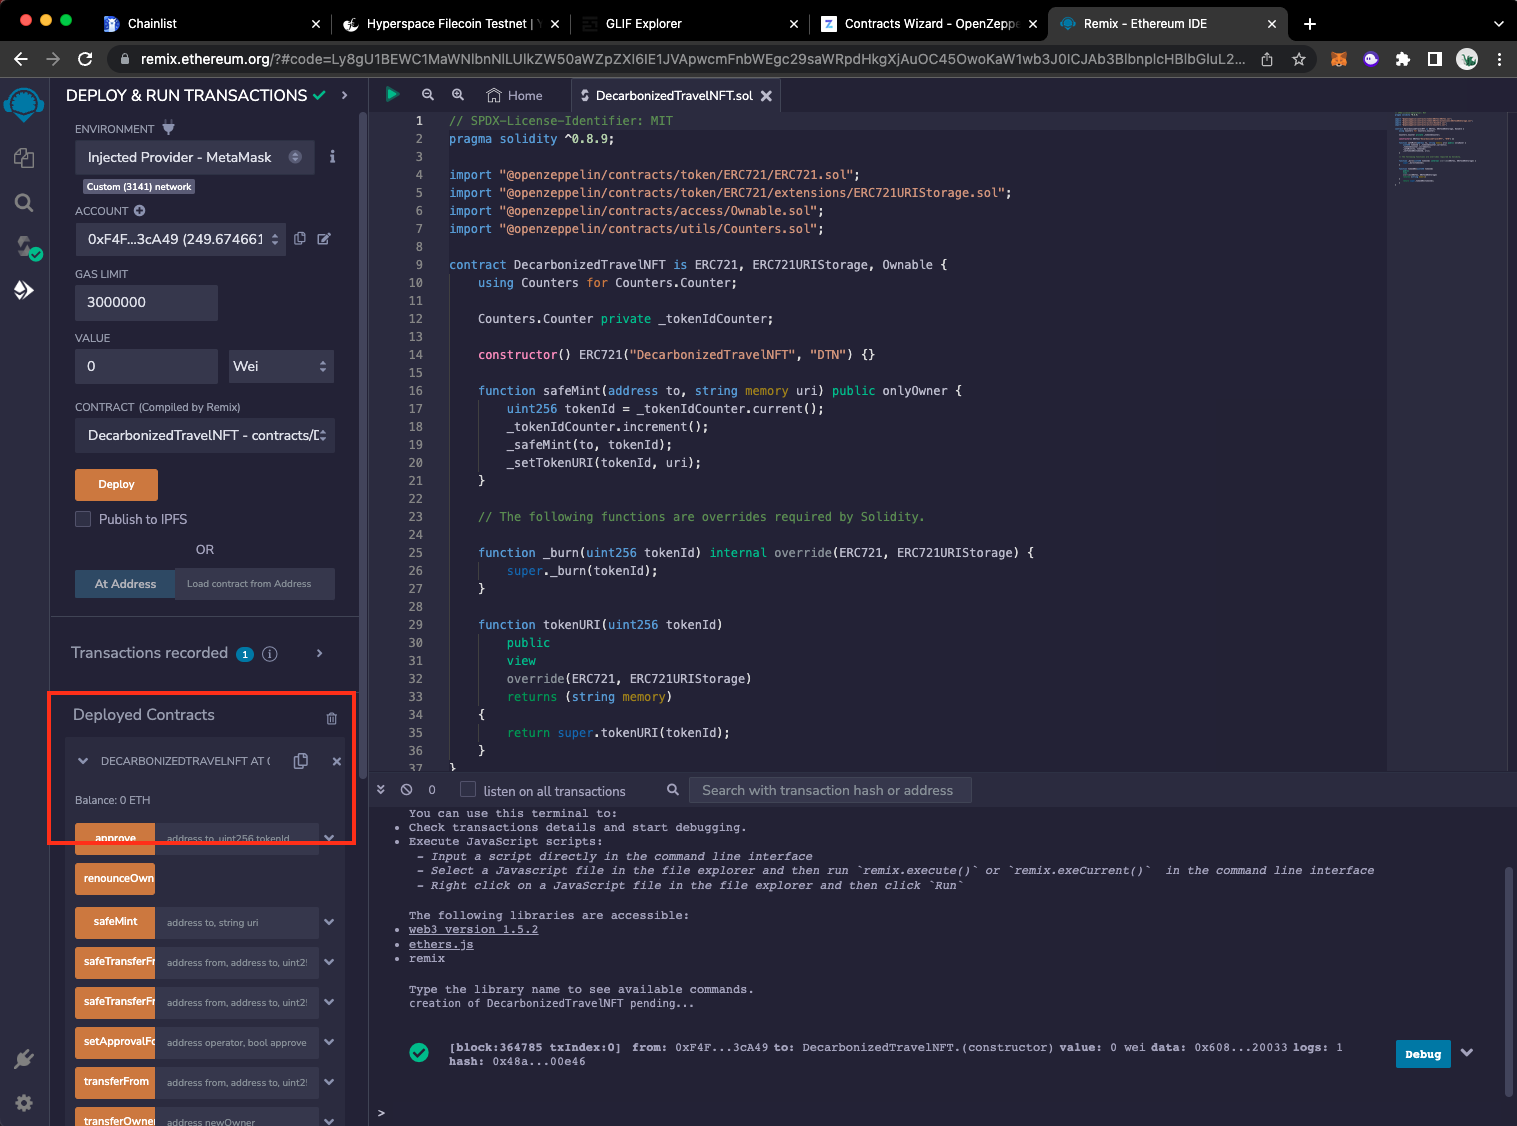 Chainlist
Hyperspace Filecoin Testnet |
GLIF Explorer
Contracts Wizard - OpenZeppe
Remix - Ethereum IDE
remix.ethereum.org/?#code=
DEPLOY & RUN TRANSACTIONS
ENVIRONMENT
Injected Provider - MetaMask
Custom (3141) network
ACCOUNT
0xF4F...3cA49 (249.674661
GAS LIMIT
3000000
VALUE
0
Wei
CONTRACT (Compiled by Remix)
DecarbonizedTravelNFT - contracts/D
Deploy
Publish to IPFS
OR
At Address
Load contract from Address
Transactions recorded 1 i
Deployed Contracts
DECARBONIZEDTRAVELNFT AT
Balance: 0 ETH
approve
address to, uint256 tokenId
renounceOwn
safeMint
address to, string uri
safeTransferFr
address from, address to, uint2
safeTransferFr
address from, address to, uint2
setApprovalFo
address operator, bool approve
transferFrom
address from, address to, uint2
transferOwne
address newOwner
Home
DecarbonizedTravelNFT.sol
1 // SPDX-License-Identifier: MIT
2 pragma solidity ^0.8.9;
3
4 import "@openzeppelin/contracts/token/ERC721/ERC721.sol";
5 import "@openzeppelin/contracts/token/ERC721/extensions/ERC721URIStorage.sol";
6 import "@openzeppelin/contracts/access/Ownable.sol";
7 import "@openzeppelin/contracts/utils/Counters.sol";
8
9 contract DecarbonizedTravelNFT is ERC721, ERC721URIStorage, Ownable {
10 using Counters for Counters.Counter;
11
12 Counters.Counter private _tokenIdCounter;
13
14 constructor() ERC721("DecarbonizedTravelNFT", "DTN") {}
15
16 function safeMint(address to, string memory uri) public onlyOwner {
17 uint256 tokenId = _tokenIdCounter.current();
18 _tokenIdCounter.increment();
19 _safeMint(to, tokenId);
20 _setTokenURI(tokenId, uri);
21 }
22
23 // The following functions are overrides required by Solidity.
24
25 function _burn(uint256 tokenId) internal override(ERC721, ERC721URIStorage) {
26 super._burn(tokenId);
27 }
28
29 function tokenURI(uint256 tokenId)
30 public
31 view
32 override(ERC721, ERC721URIStorage)
33 returns (string memory)
34 {
35 return super.tokenURI(tokenId);
36 }
37 }
0
listen on all transactions
Search with transaction hash or address
You can use this terminal to:
• Check transactions details and start debugging.
• Execute JavaScript scripts:
- Input a script directly in the command line interface
- Select a Javascript file in the file explorer and then run `remix.execute()` or `remix.exeCurrent()` in the command line interface
- Right click on a JavaScript file in the file explorer and then click `Run`
The following libraries are accessible:
• web3 version 1.5.2
• ethers.js
• remix
Type the library name to see available commands.
creation of DecarbonizedTravelNFT pending...
[block:364785 txIndex:0] from: 0xF4F...3cA49 to: DecarbonizedTravelNFT.(constructor) value: 0 wei data: 0x608...20033 logs: 1
hash: 0x48a...00e46
Debug
>